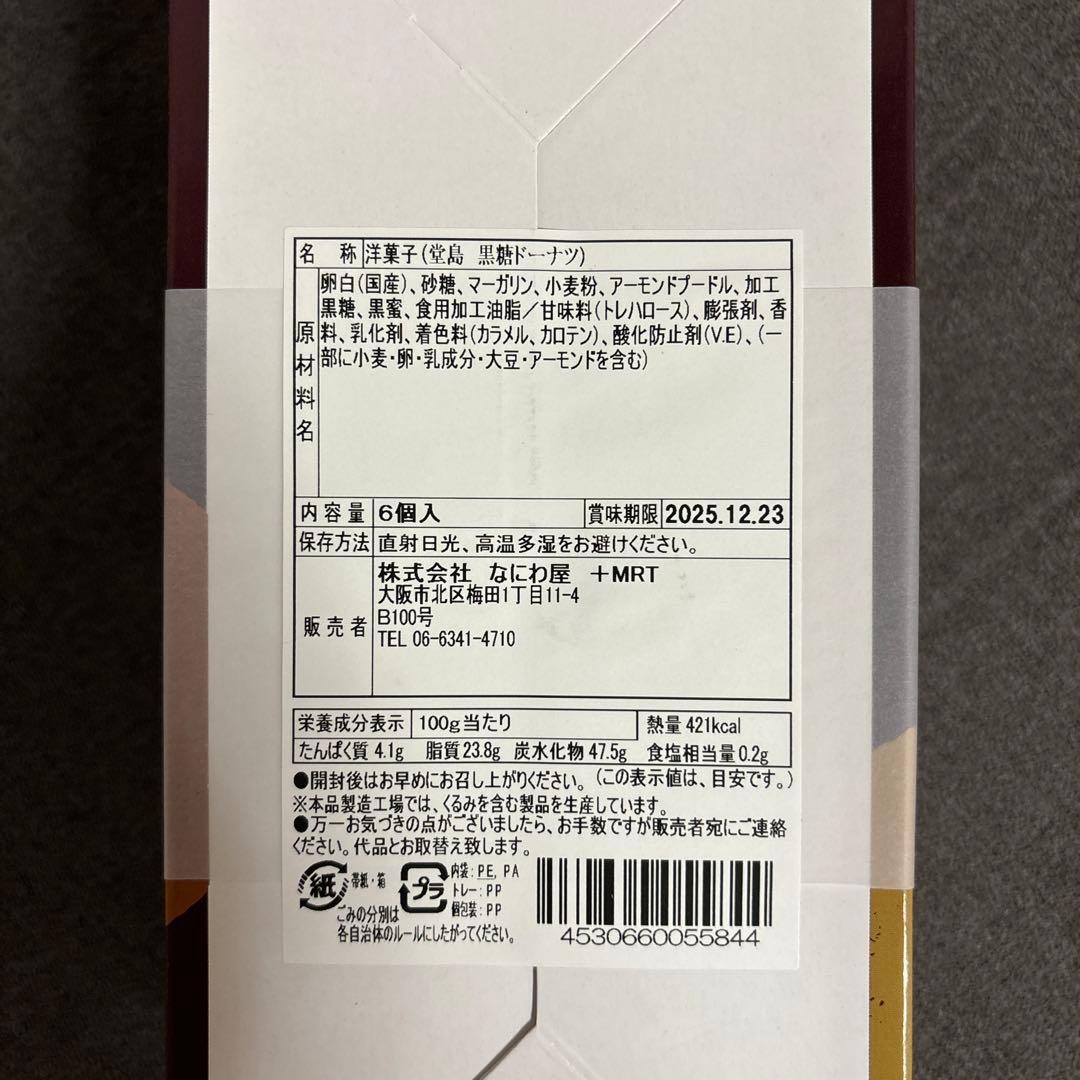 名 称 洋菓子(堂島 黒糖ドーナツ)
原材料名
卵白(国産)、砂糖、マーガリン、小麦粉、アーモンドプードル、加工
黒糖、黒蜜、食用加工油脂／甘味料(トレハロース)、膨張剤、香
料、乳化剤、着色料(カラメル、カロテン)、酸化防止剤(V.E)、(一
部に小麦・卵・乳成分・大豆・アーモンドを含む)
内容量 6個入 賞味期限 2025.12.23
保存方法 直射日光、高温多湿をお避けください。
販売者
株式会社 なにわ屋 +MRT
大阪市北区梅田1丁目11-4
B100号
TEL 06-6341-4710
栄養成分表示 100g当たり 熱量 421kcal
たんぱく質 4.1g 脂質 23.8g 炭水化物 47.5g 食塩相当量 0.2g
●開封後はお早めにお召し上がりください。(この表示値は、目安です。)
※本品製造工場では、くるみを含む製品を生産しています。
●万一お気づきの点がございましたら、お手数ですが販売者宛にご連絡
ください。代品とお取替え致します。
紙 帯紙・箱
プラ 内袋：PE, PA
トレー：PP
個包装：PP
ごみの分別は
各自治体のルールにしたがってください。
4530660055844